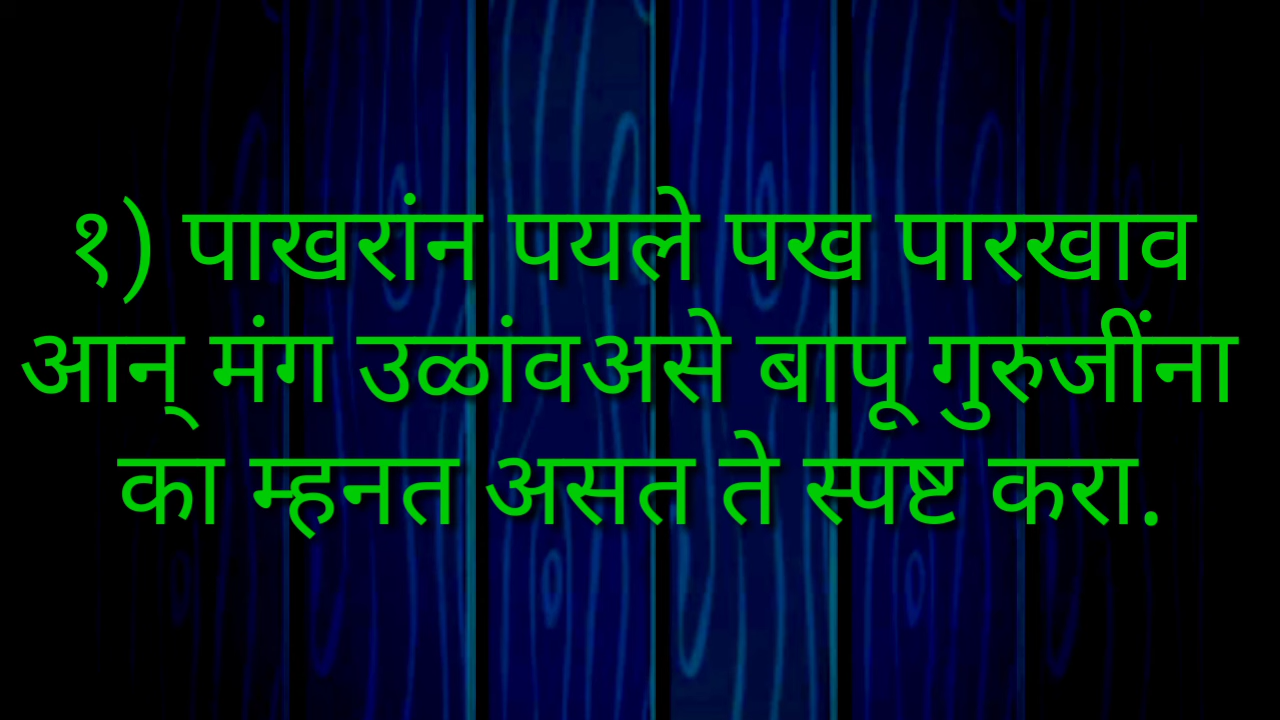 १) पाखरांन पयले पख पारखाव
आन् मंग उळांवअसे बापू गुरुजींना
का म्हनत असत ते स्पष्ट करा.